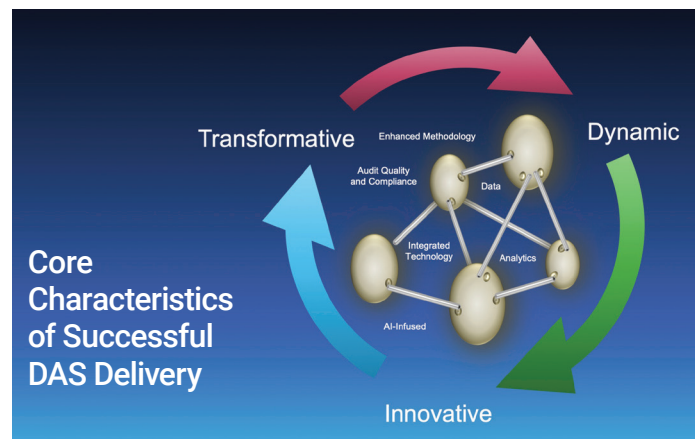 Transformative
Dynamic
Enhanced Methodology
Audit Quality
and Compliance
Data
Integrated
Technology
Analytics
AI-Infused
Innovative
Core
Characteristics
of Successful
DAS Delivery